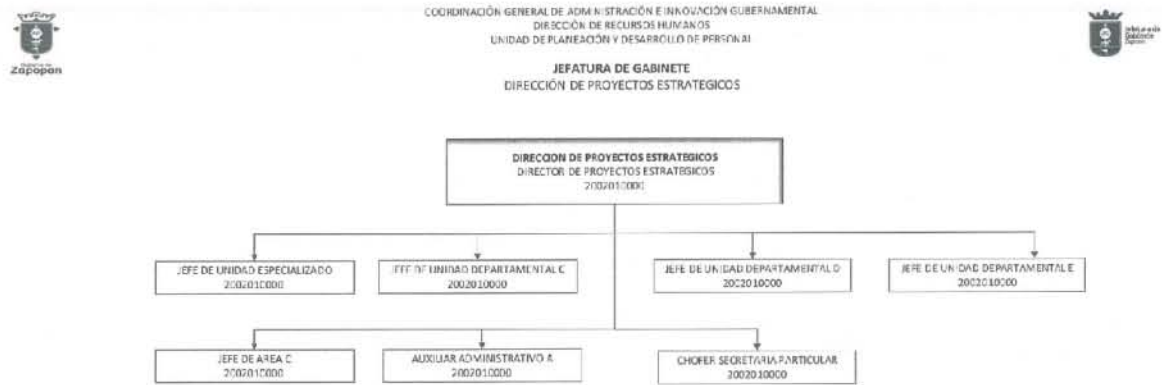 COORDINACIÓN GENERAL DE ADMINISTRACIÓN E INNOVACIÓN GUBERNAMENTAL
DIRECCIÓN DE RECURSOS HUMANOS
UNIDAD DE PLANEACIÓN Y DESARROLLO DE PERSONAL
Zapopan
JEFATURA DE GABINETE
DIRECCIÓN DE PROYECTOS ESTRATEGICOS
DIRECCION DE PROYECTOS ESTRATEGICOS
DIRECTOR DE PROYECTOS ESTRATEGICOS
2002010000
JEFE DE UNIDAD ESPECIALIZADO
2002010000
JEFE DE UNIDAD DEPARTAMENTAL C
2002010000
JEFE DE UNIDAD DEPARTAMENTAL D
2002010000
JEFE DE UNIDAD DEPARTAMENTAL E
2002010000
JEFE DE AREA C
2002010000
AUXILIAR ADMINISTRATIVO A
2002010000
CHOFER SECRETARIA PARTICULAR
2002010000